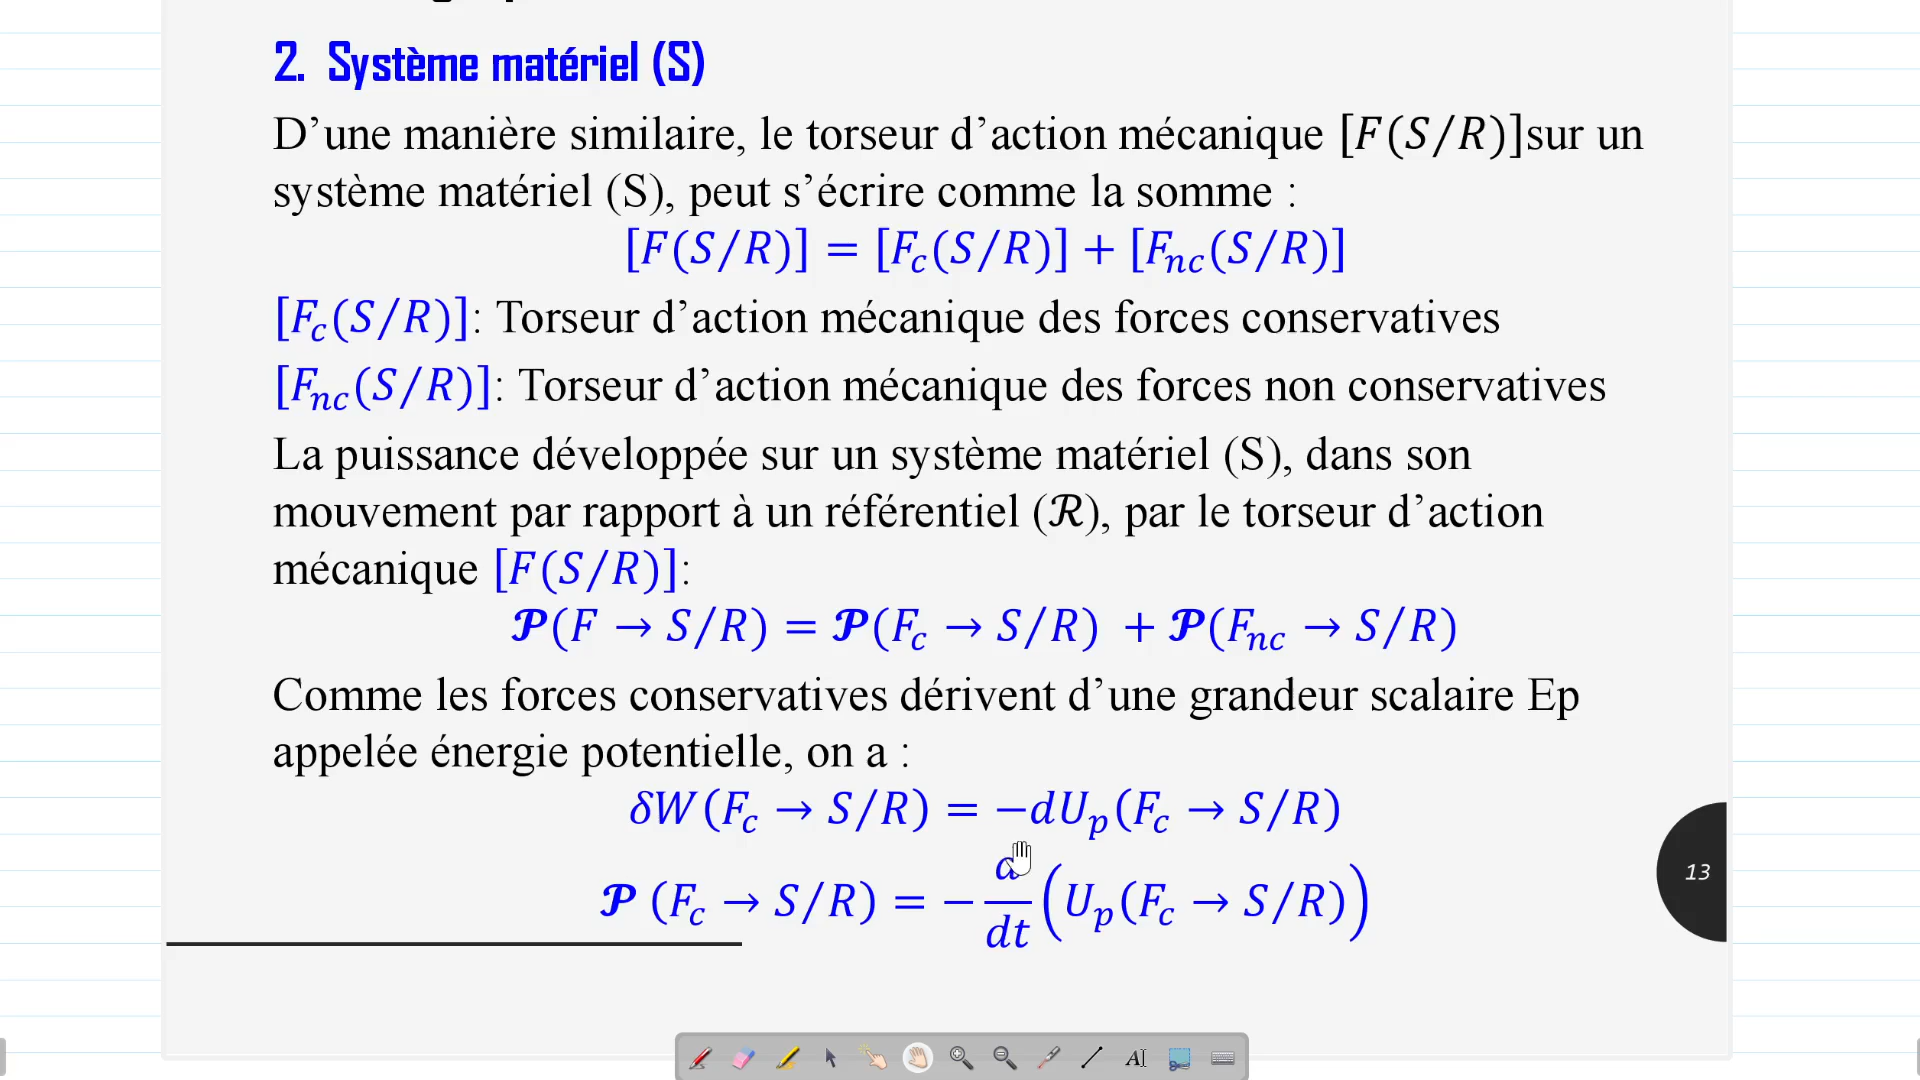 2. Système matériel (S)
D’une manière similaire, le torseur d’action mécanique [F(S/R)]sur un
système matériel (S), peut s’écrire comme la somme :
[F(S/R)] = [F_c(S/R)] + [F_nc(S/R)]
[F_c(S/R)]: Torseur d’action mécanique des forces conservatives
[F_nc(S/R)]: Torseur d’action mécanique des forces non conservatives
La puissance développée sur un système matériel (S), dans son
mouvement par rapport à un référentiel (ℛ), par le torseur d’action
mécanique [F(S/R)]:
𝓟(F → S/R) = 𝓟(F_c → S/R) + 𝓟(F_nc → S/R)
Comme les forces conservatives dérivent d’une grandeur scalaire Ep
appelée énergie potentielle, on a :
δW(F_c → S/R) = −dU_p(F_c → S/R)
𝓟 (F_c → S/R) = − d/dt (U_p(F_c → S/R))
13
AI